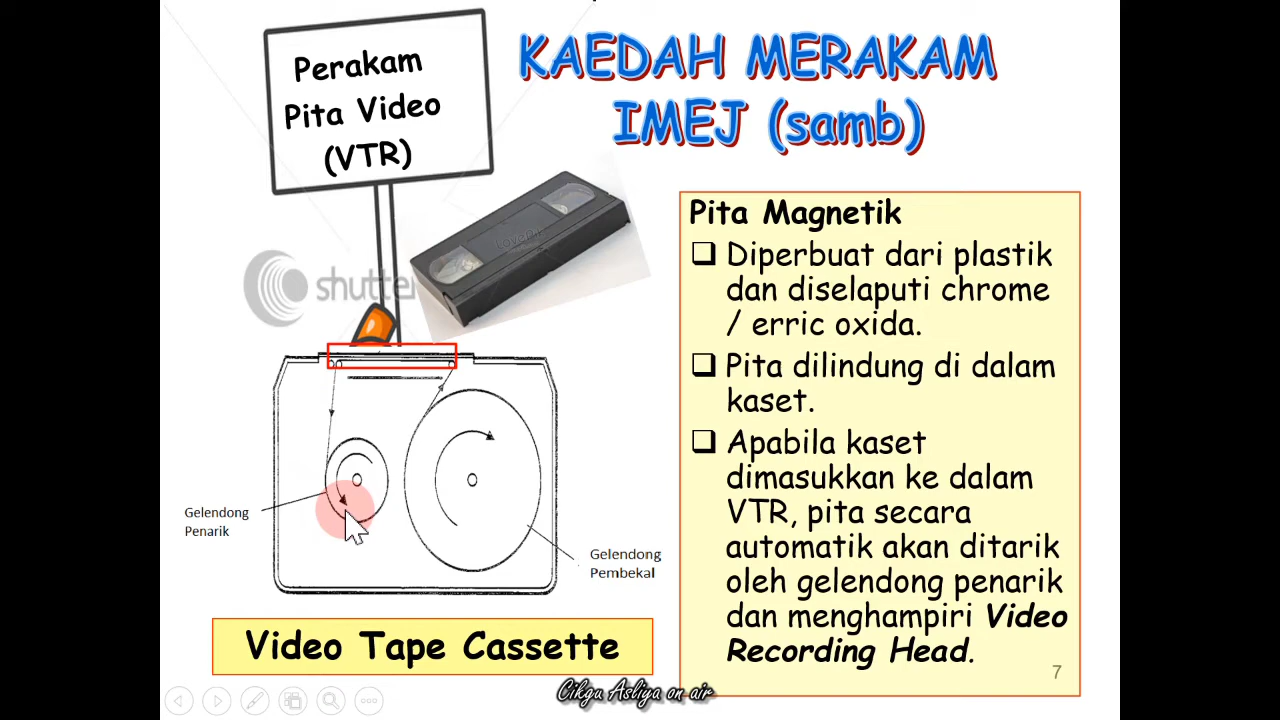 Perakam
Pita Video
(VTR)
KAEDAH MERAKAM
IMEJ (samb)
shutter
Pita Magnetik
Diperbuat dari plastik
dan diselaputi chrome
/ erric oxida.
Pita dilindung di dalam
kaset.
Apabila kaset
dimasukkan ke dalam
VTR, pita secara
automatik akan ditarik
oleh gelendong penarik
dan menghampiri Video
Recording Head.
Gelendong
Penarik
Gelendong
Pembekal
Video Tape Cassette
7
Cikgu Asliya on air